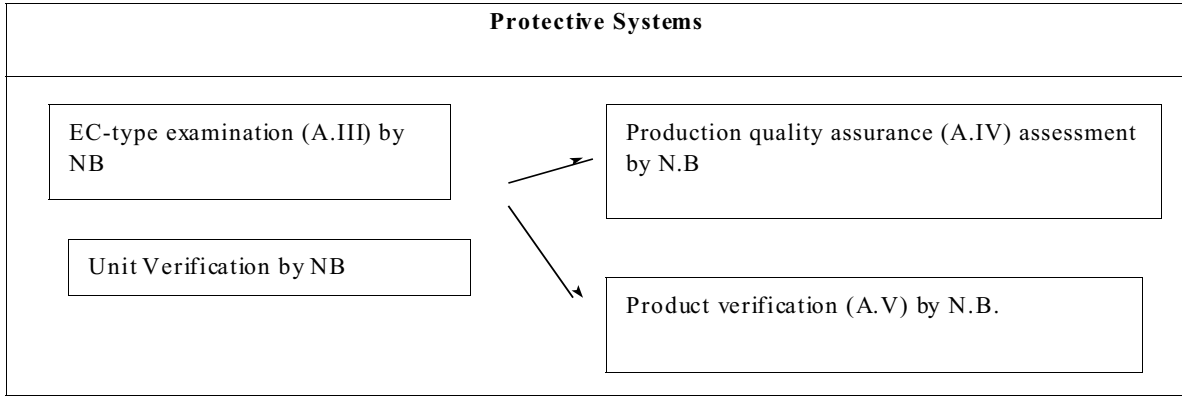 Protective Systems
EC-type examination (A.III) by
NB
Production quality assurance (A.IV) assessment
by N.B
Unit Verification by NB
Product verification (A.V) by N.B.